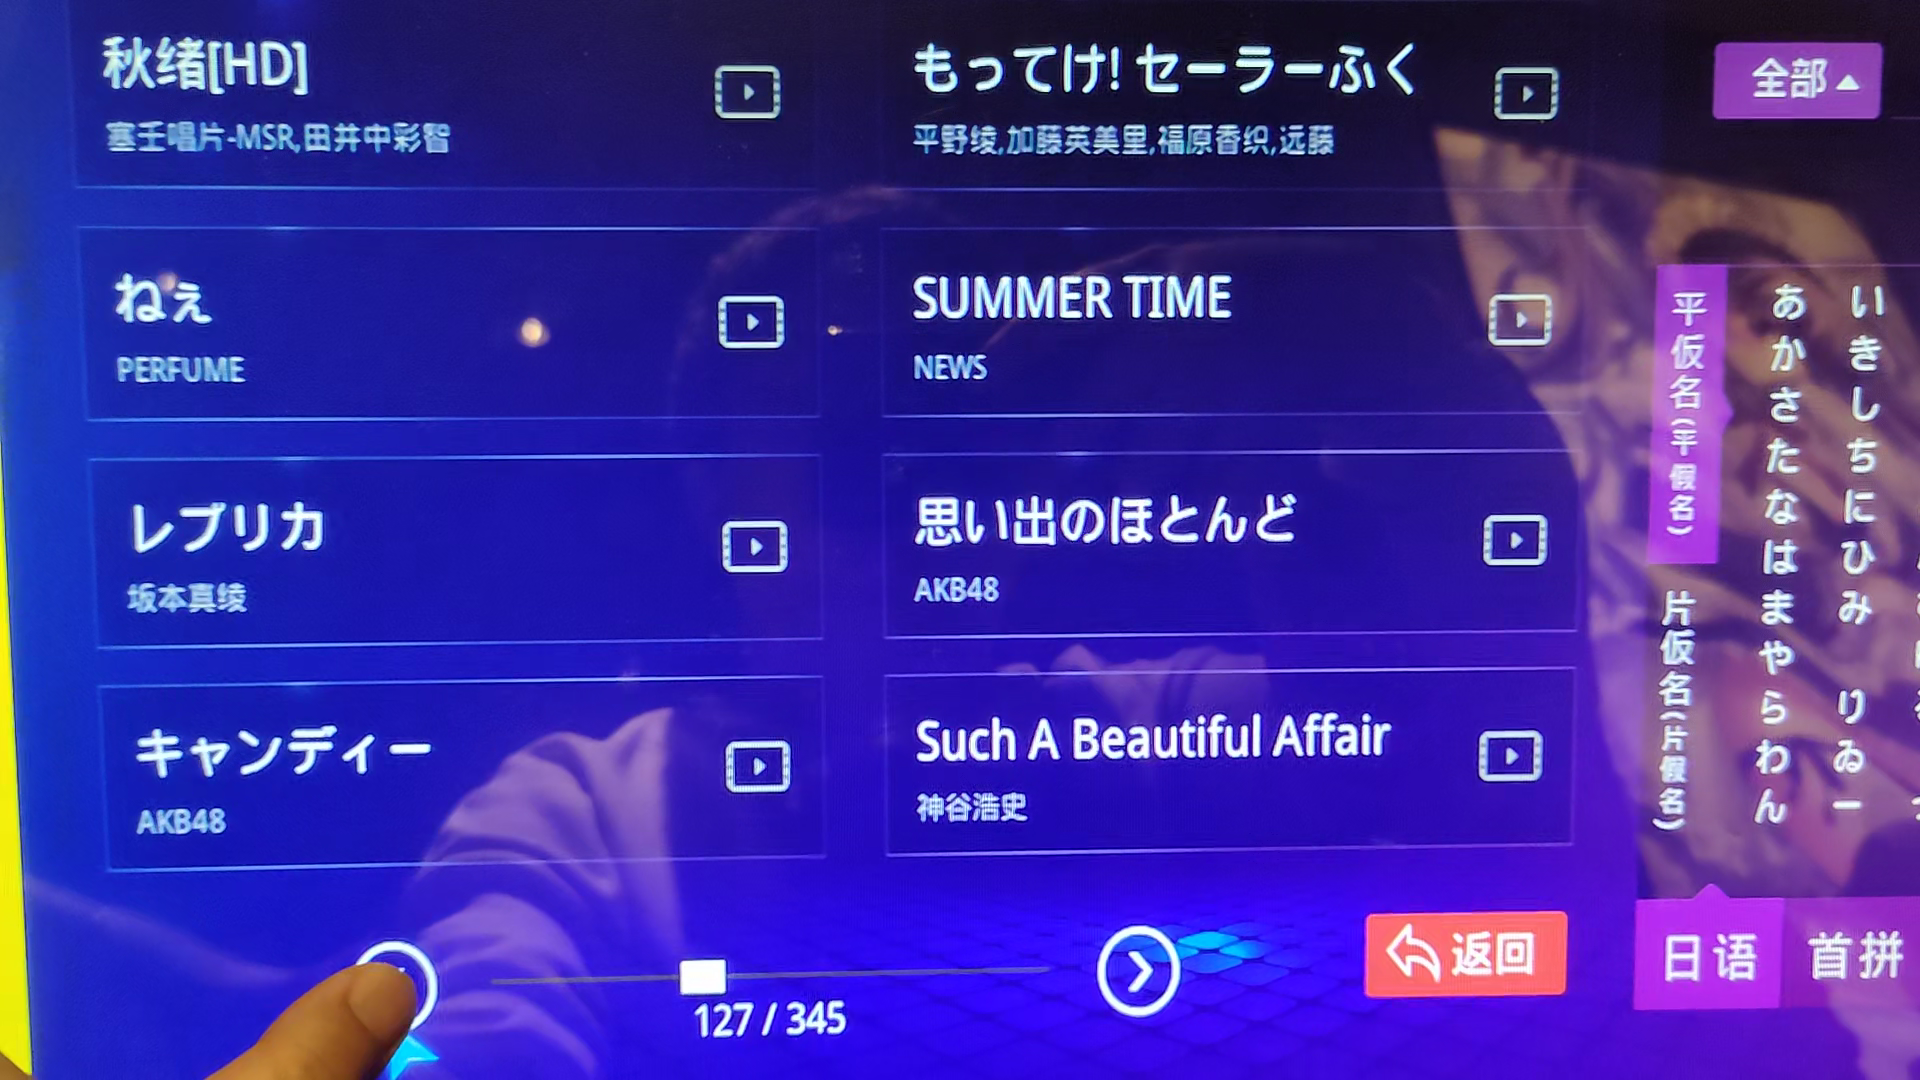 秋绪[HD]
塞壬唱片-MSR,田井中彩智
もってけ! セーラーふく
平野绫,加藤英美里,福原香织,远藤
全部
ねぇ
PERFUME
SUMMER TIME
NEWS
レプリカ
坂本真绫
思い出のほとんど
AKB48
キャンディー
AKB48
Such A Beautiful Affair
神谷浩史
平仮名(平假名)
片仮名(片假名)
あかさたなはまやらわん
いきしちにひみ りゐー
127 / 345
返回
日语
首拼